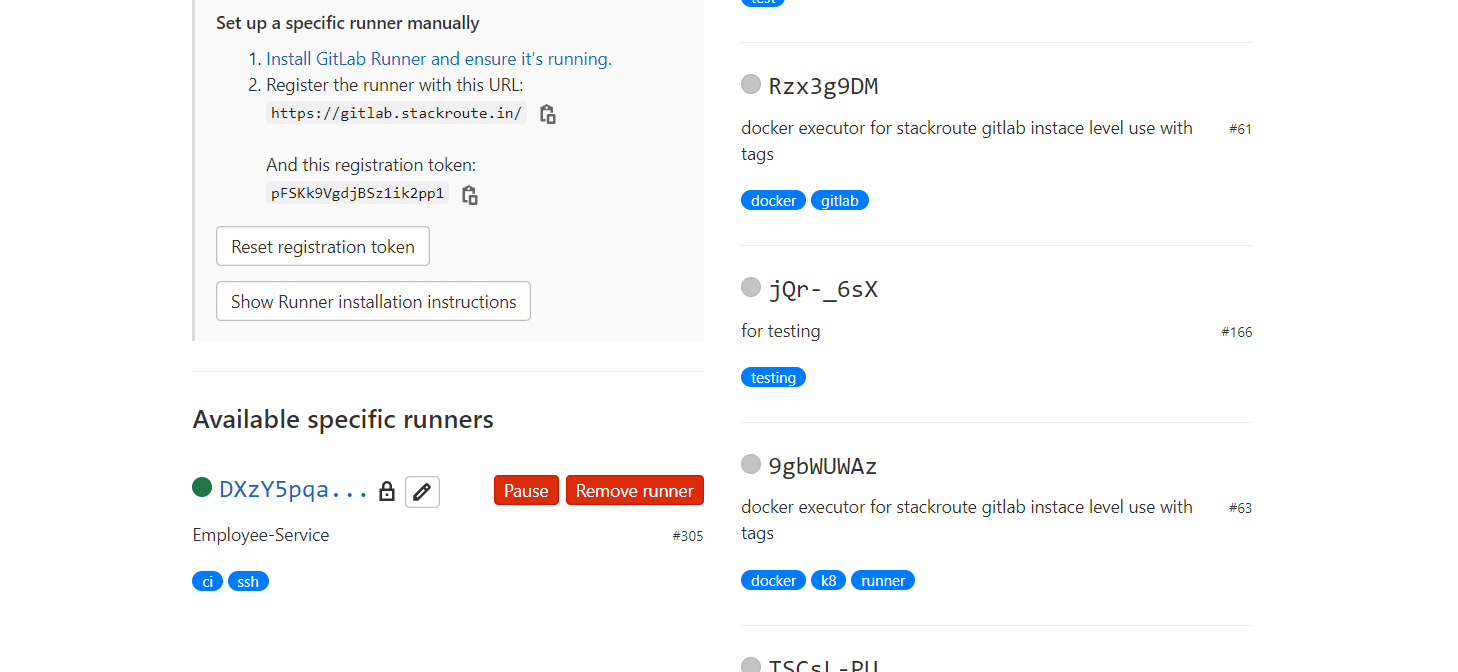 Set up a specific runner manually
1. Install GitLab Runner and ensure it's running.
2. Register the runner with this URL:
https://gitlab.stackroute.in/
And this registration token:
pFSKk9VgdjBSz1ik2pp1
Reset registration token
Show Runner installation instructions
Available specific runners
DXzY5pqa... Pause Remove runner
Employee-Service #305
ci ssh
test
Rzx3g9DM
docker executor for stackroute gitlab instace level use with #61
tags
docker gitlab
jQr-_6sX
for testing #166
testing
9gbWUWAz
docker executor for stackroute gitlab instace level use with #63
tags
docker k8 runner